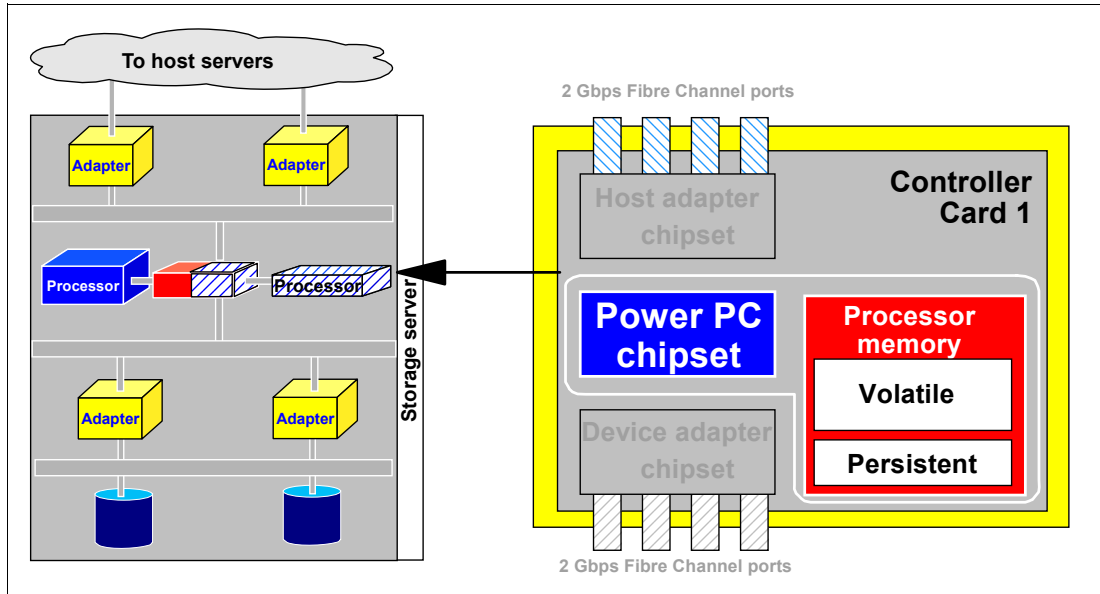 To host servers
Adapter
Adapter
Processor
Processor
Adapter
Adapter
Storage server
2 Gbps Fibre Channel ports
Host adapter
chipset
Controller
Card 1
Power PC
chipset
Processor
memory
Volatile
Persistent
Device adapter
chipset
2 Gbps Fibre Channel ports